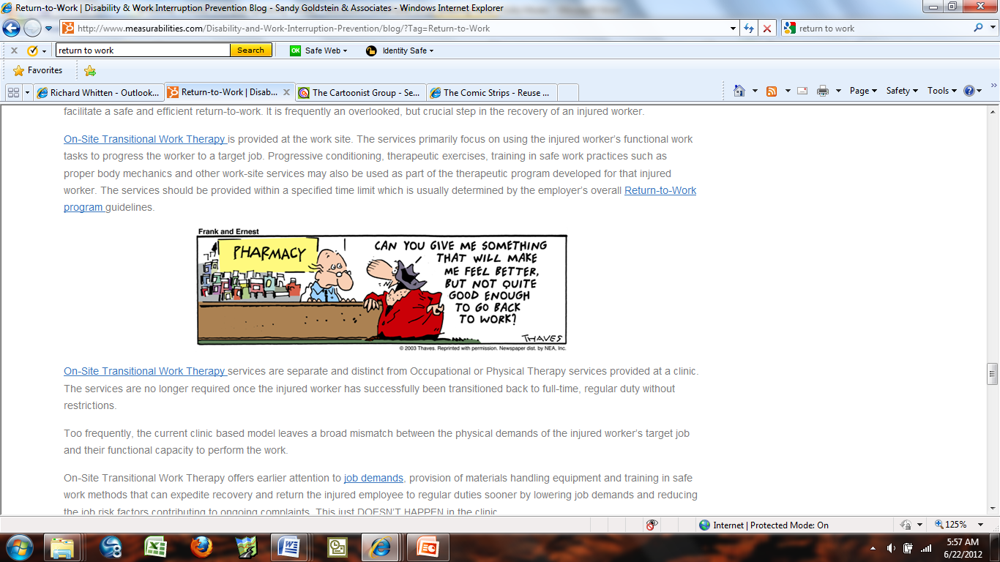 Return-to-Work | Disability & Work Interruption Prevention Blog - Sandy Goldstein & Associates - Windows Internet Explorer
http://www.measurabilities.com/Disability-and-Work-Interruption-Prevention/blog/?Tag=Return-to-Work
return to work
return to work
Search
OK
Safe Web
Identity Safe
Favorites
Richard Whitten - Outlook...
Return-to-Work | Disab...
The Cartoonist Group - Se...
The Comic Strips - Reuse ...
Page
Safety
Tools
facilitate a safe and efficient return-to-work. It is frequently an overlooked, but crucial step in the recovery of an injured worker.
On-Site Transitional Work Therapy is provided at the work site. The services primarily focus on using the injured worker's functional work
tasks to progress the worker to a target job. Progressive conditioning, therapeutic exercises, training in safe work practices such as
proper body mechanics and other work-site services may also be used as part of the therapeutic program developed for that injured
worker. The services should be provided within a specified time limit which is usually determined by the employer's overall Return-to-Work
program guidelines.
Frank and Ernest
PHARMACY
CAN YOU GIVE ME SOMETHING
THAT WILL MAKE
ME FEEL BETTER,
BUT NOT QUITE
GOOD ENOUGH
TO GO BACK
TO WORK?
THAVES
© 2003 Thaves. Reprinted with permission. Newspaper dist. by NEA, Inc.
On-Site Transitional Work Therapy services are separate and distinct from Occupational or Physical Therapy services provided at a clinic.
The services are no longer required once the injured worker has successfully been transitioned back to full-time, regular duty without
restrictions.
Too frequently, the current clinic based model leaves a broad mismatch between the physical demands of the injured worker's target job
and their functional capacity to perform the work.
On-Site Transitional Work Therapy offers earlier attention to job demands, provision of materials handling equipment and training in safe
work methods that can expedite recovery and return the injured employee to regular duties sooner by lowering job demands and reducing
the job risk factors contributing to ongoing complaints. This just DOESN'T HAPPEN in the clinic.
Internet | Protected Mode: On
125%
5:57 AM
6/22/2012